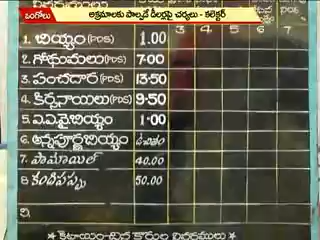 ఒంగోలు
అక్రమాలకు పాల్పడే డీలర్లపై చర్యలు - కలెక్టర్
3 4 5 6 7
1. బియ్యం (PDS) 1.00
2. గోధుమలు (PDS) 7.00
3. పంచదార (PDS) 13.50
4. కిర్సనాయిలు (PDS) 9.50
5. ఏ.ఏ.వై బియ్యం 1.00
6. అన్నపూర్ణ బియ్యం ఉచితం
7. పామాయిల్ 40.00
8 కందిపప్పు 50.00
9.
* కేటాయించిన కార్డుల వివరములు *